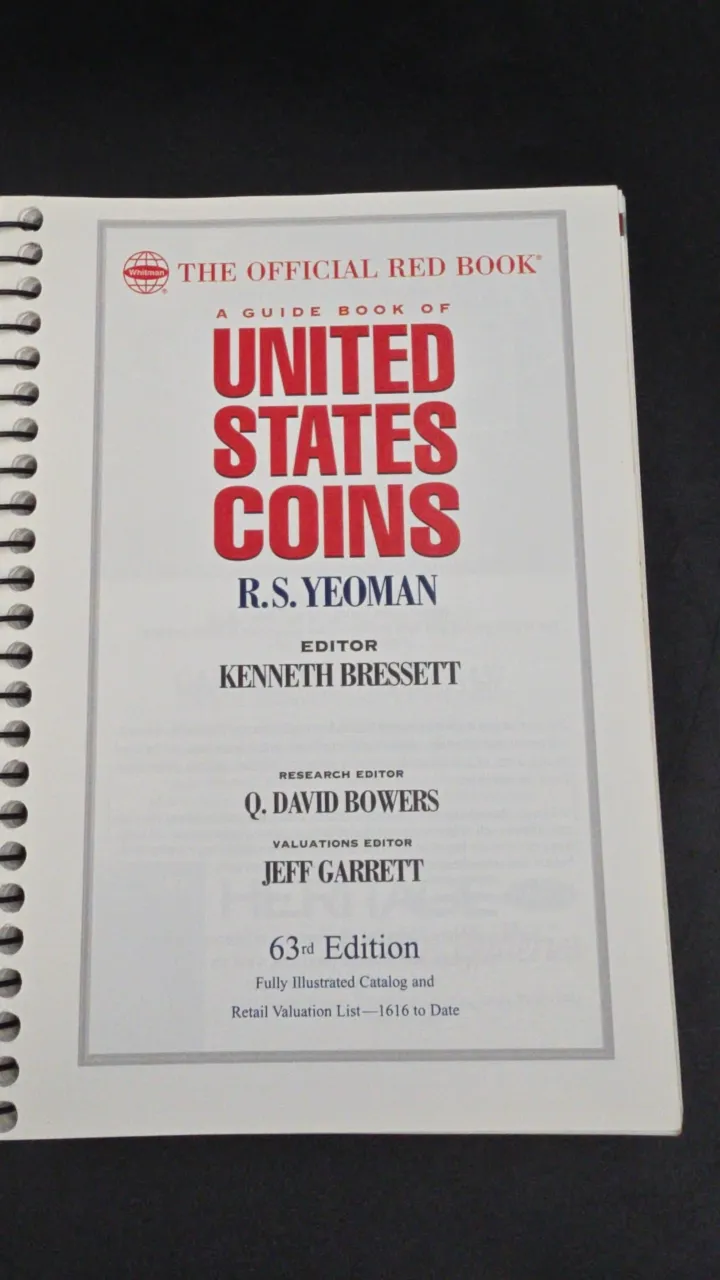 Whitman
THE OFFICIAL RED BOOK®
A GUIDE BOOK OF
UNITED
STATES
COINS
R.S. YEOMAN
EDITOR
KENNETH BRESSETT
RESEARCH EDITOR
Q. DAVID BOWERS
VALUATIONS EDITOR
JEFF GARRETT
HERITAGE
63rd Edition
Fully Illustrated Catalog and
Retail Valuation List—1616 to Date